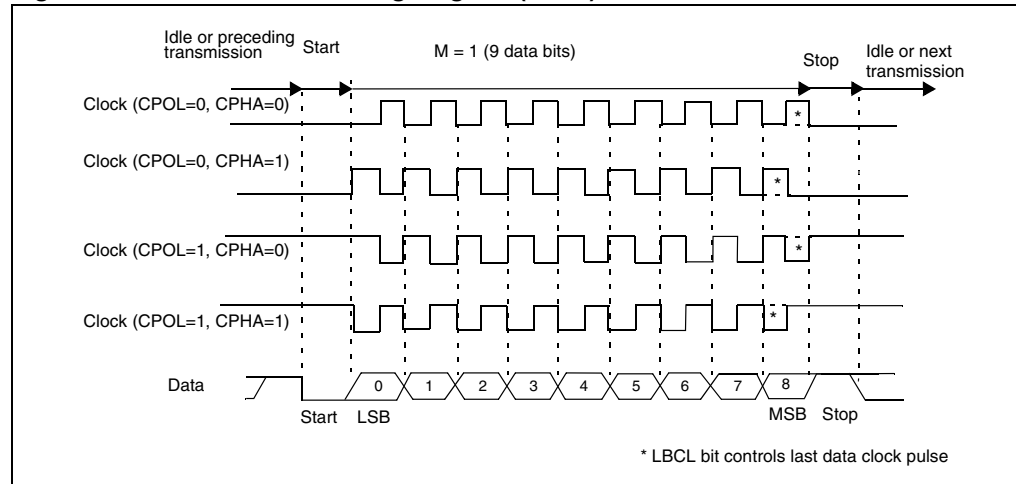 Idle or preceding
transmission
Start
M = 1 (9 data bits)
Stop
Idle or next
transmission
Clock (CPOL=0, CPHA=0)
*
Clock (CPOL=0, CPHA=1)
*
Clock (CPOL=1, CPHA=0)
*
Clock (CPOL=1, CPHA=1)
*
Data
0 1 2 3 4 5 6 7 8
Start LSB MSB Stop
* LBCL bit controls last data clock pulse